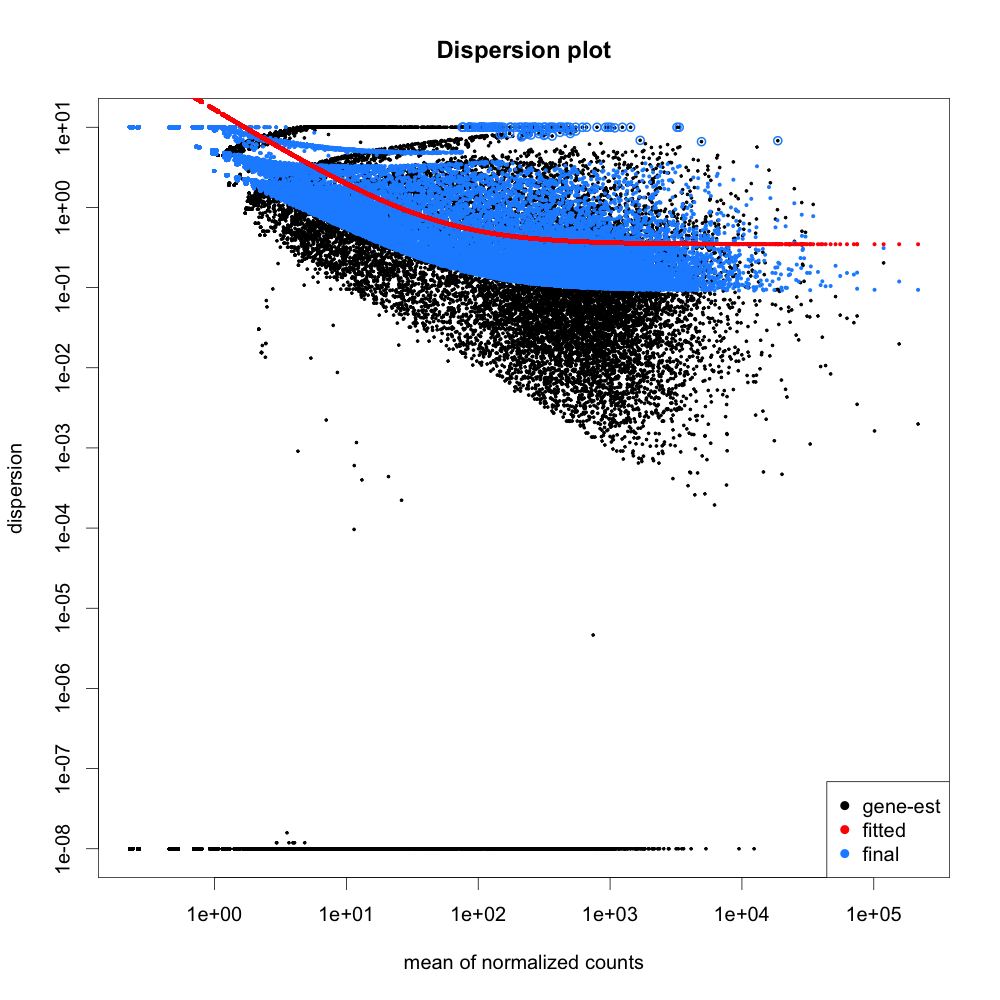 Dispersion plot
dispersion
1e+01
1e+00
1e-01
1e-02
1e-03
1e-04
1e-05
1e-06
1e-07
1e-08
gene-est
fitted
final
1e+00 1e+01 1e+02 1e+03 1e+04 1e+05
mean of normalized counts